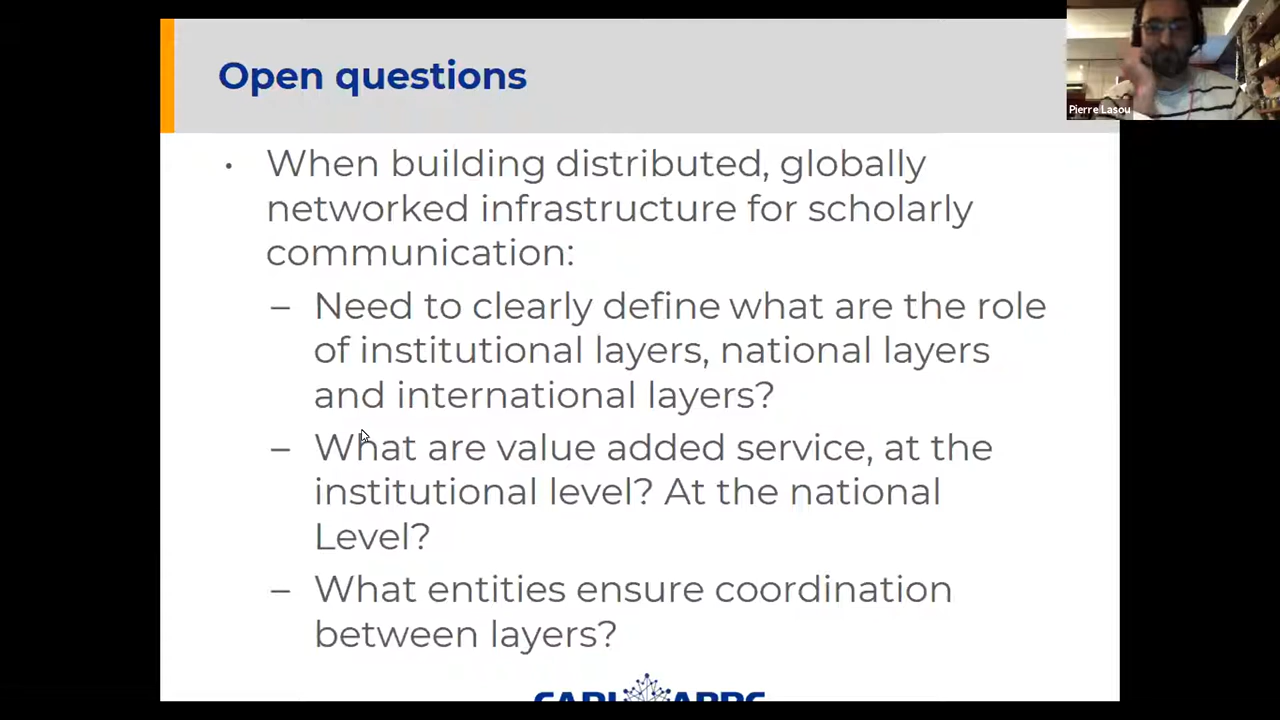 Open questions
Pierre Lasou
• When building distributed, globally
networked infrastructure for scholarly
communication:
– Need to clearly define what are the role
of institutional layers, national layers
and international layers?
– What are value added service, at the
institutional level? At the national
Level?
– What entities ensure coordination
between layers?
CARL ABRC